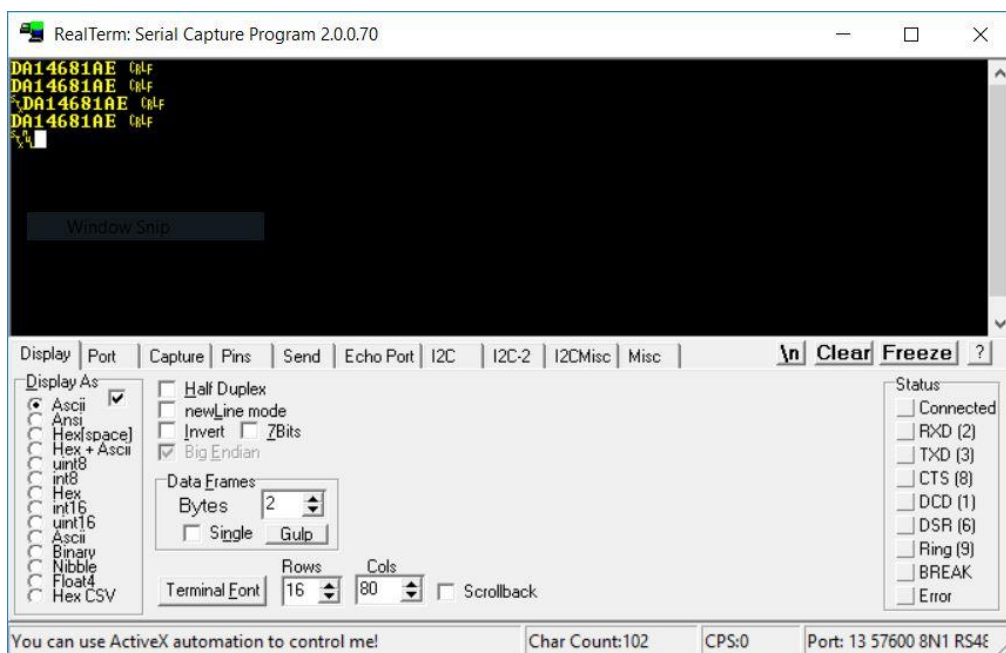 RealTerm: Serial Capture Program 2.0.0.70
DA14681AE CRLF
DA14681AE CRLF
DA14681AE CRLF
DA14681AE CRLF
Window Snip
Display Port Capture Pins Send Echo Port I2C I2C-2 I2CMisc Misc \n Clear Freeze ?
Display As
Ascii
Ansi
Hex[space]
Hex + Ascii
uint8
int8
Hex
int16
uint16
Ascii
Binary
Nibble
Float4
Hex CSV
Half Duplex
newLine mode
Invert 7Bits
Big Endian
Data Frames
Bytes 2
Single Gulp
Rows Cols
Terminal Font 16 80 Scrollback
Status
Connected
RXD (2)
TXD (3)
CTS (8)
DCD (1)
DSR (6)
Ring (9)
BREAK
Error
You can use ActiveX automation to control me! Char Count:102 CPS:0 Port: 13 57600 8N1 RS48